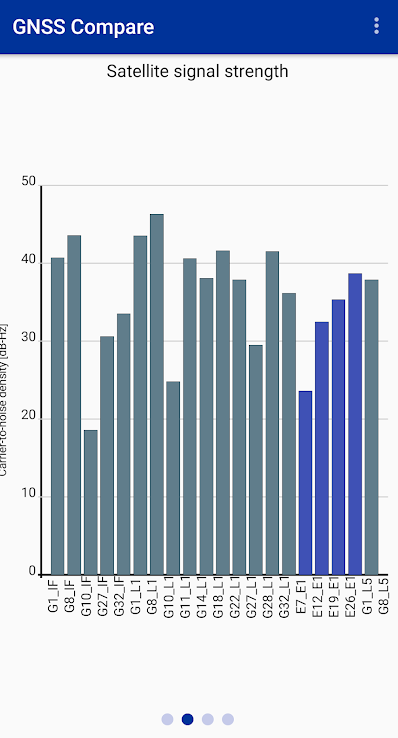 GNSS Compare
Satellite signal strength
50
40
30
20
10
0
Carrier-to-noise density [dB-Hz]
G1_IF
G8_IF
G10_IF
G27_IF
G32_IF
G1_L1
G8_L1
G10_L1
G11_L1
G14_L1
G18_L1
G22_L1
G27_L1
G28_L1
G32_L1
E7_E1
E12_E1
E19_E1
E26_E1
G1_L5
G8_L5